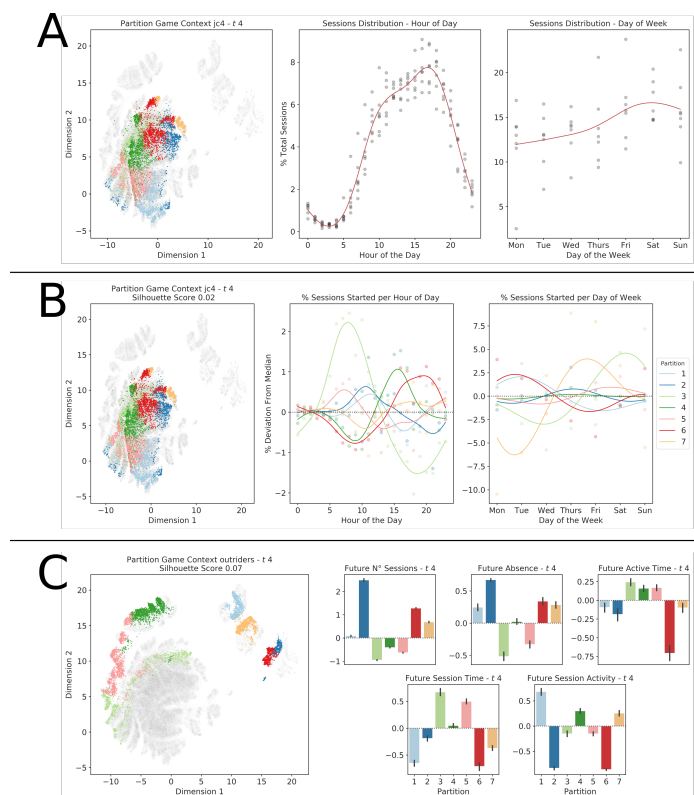 A
Partition Game Context jc4 - t 4
Sessions Distribution - Hour of Day
Sessions Distribution - Day of Week
Dimension 2
20
15
10
5
0
−5
−10
0
10
20
Dimension 1
% Total Sessions
8
6
4
2
0
0
5
10
15
20
Hour of the Day
20
15
10
5
0
Mon
Tue
Wed
Thurs
Fri
Sat
Sun
Day of the Week
B
Partition Game Context jc4 - t 4
Silhouette Score 0.02
% Sessions Started per Hour of Day
% Sessions Started per Day of Week
Dimension 2
20
15
10
5
0
−5
−10
0
10
20
Dimension 1
% Deviation From Median
2
1
0
−1
−2
0
5
10
15
20
Hour of the Day
7.5
5.0
2.5
0.0
−2.5
−5.0
−7.5
−10.0
Mon
Tue
Wed
Thurs
Fri
Sat
Sun
Day of the Week
Partition
1
2
3
4
5
6
7
C
Partition Game Context outriders - t 4
Silhouette Score 0.07
Dimension 2
20
15
10
5
0
−5
−10
−5
0
5
10
15
20
Dimension 1
Future N° Sessions - t 4
2
1
0
−1
Future Absence - t 4
0.5
0.0
−0.5
Future Active Time - t 4
0.25
0.00
−0.25
−0.50
−0.75
Future Session Time - t 4
0.5
0.0
−0.5
1 2 3 4 5 6 7
Partition
Future Session Activity - t 4
0.5
0.0
−0.5
1 2 3 4 5 6 7
Partition